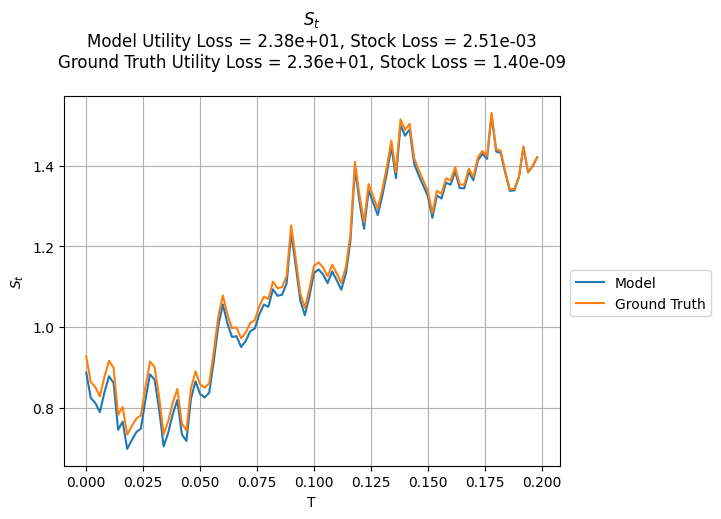 S_t
Model Utility Loss = 2.38e+01, Stock Loss = 2.51e-03
Ground Truth Utility Loss = 2.36e+01, Stock Loss = 1.40e-09
1.4
1.2
1.0
0.8
S_t
0.000 0.025 0.050 0.075 0.100 0.125 0.150 0.175 0.200
T
Model
Ground Truth